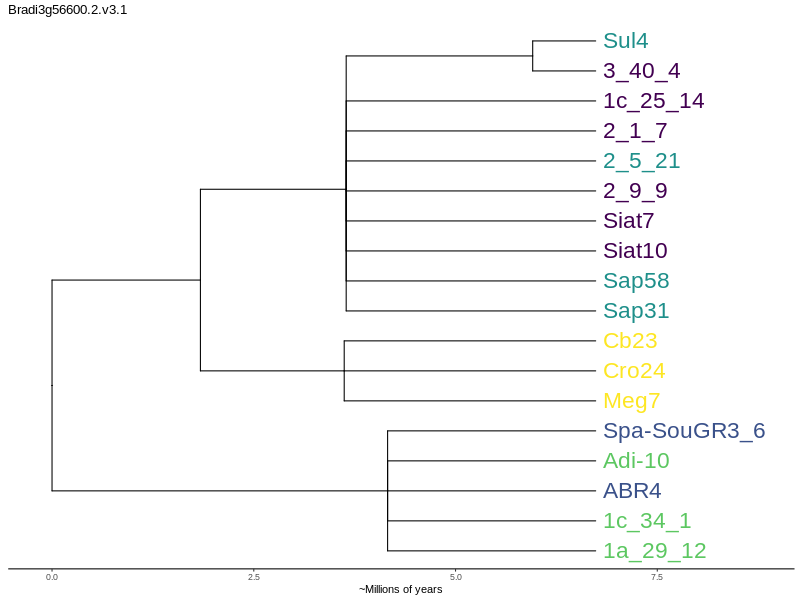 Bradi3g56600.2.v3.1
Sul4
3_40_4
1c_25_14
2_1_7
2_5_21
2_9_9
Siat7
Siat10
Sap58
Sap31
Cb23
Cro24
Meg7
Spa-SouGR3_6
Adi-10
ABR4
1c_34_1
1a_29_12
0.0 2.5 5.0 7.5
~Millions of years